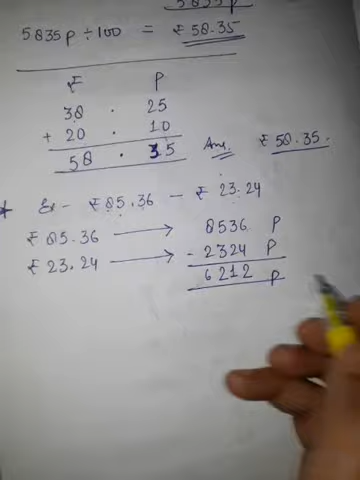 5835p
5835p ÷ 100 = ₹ 58.35
₹ P
38 . 25
+ 20 . 10
58 . 35 Ans. ₹ 58.35.
* Ex - ₹ 85.36 - ₹ 23.24
₹ 85.36 → 8536 P
₹ 23.24 → - 2324 P
6212 P